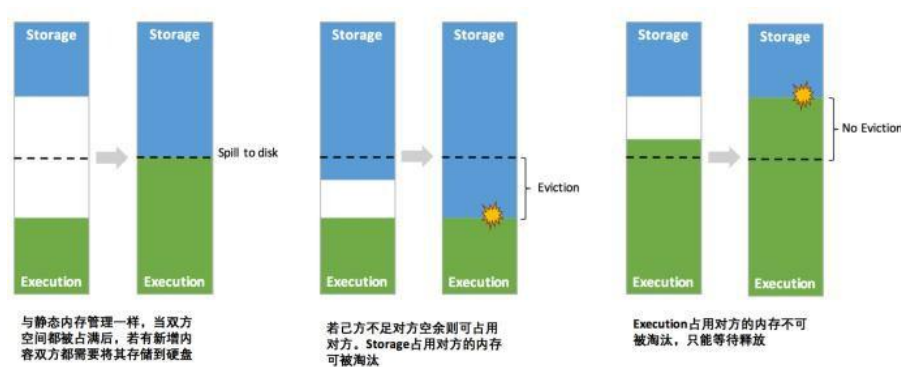 Storage
Storage
Spill to disk
Execution
Execution
与静态内存管理一样，当双方
空间都被占满后，若有新增内
容双方都需要将其存储到硬盘
Storage
Storage
Eviction
Execution
Execution
若己方不足对方空余则可占用
对方。Storage占用对方的内存
可被淘汰
Storage
Storage
No Eviction
Execution
Execution
Execution占用对方的内存不可
被淘汰，只能等待释放